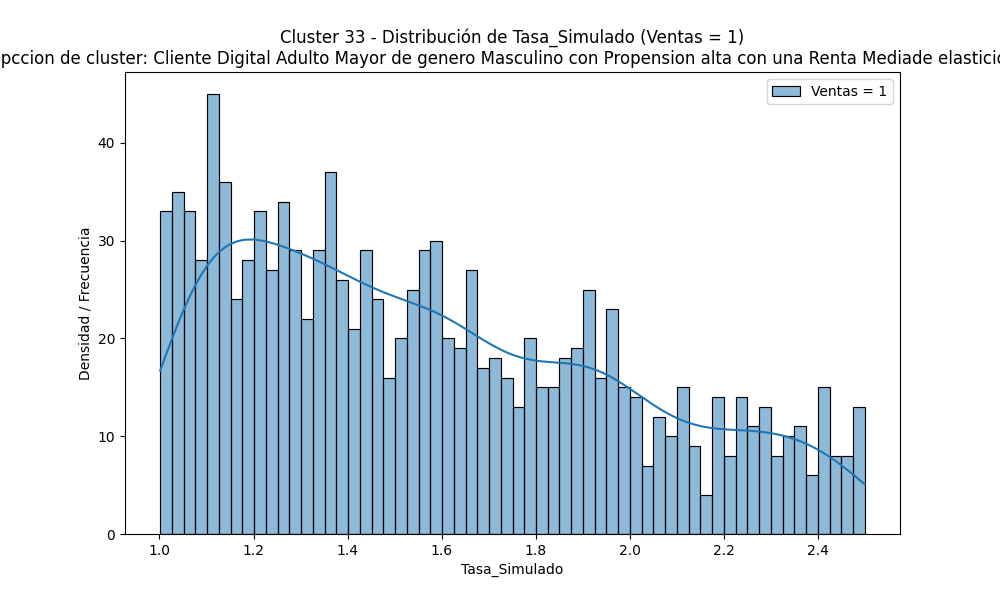 Cluster 33 - Distribución de Tasa_Simulado (Ventas = 1)
pccion de cluster: Cliente Digital Adulto Mayor de genero Masculino con Propension alta con una Renta Mediade elastici
Ventas = 1
Densidad / Frecuencia
40
30
20
10
0
1.0 1.2 1.4 1.6 1.8 2.0 2.2 2.4
Tasa_Simulado